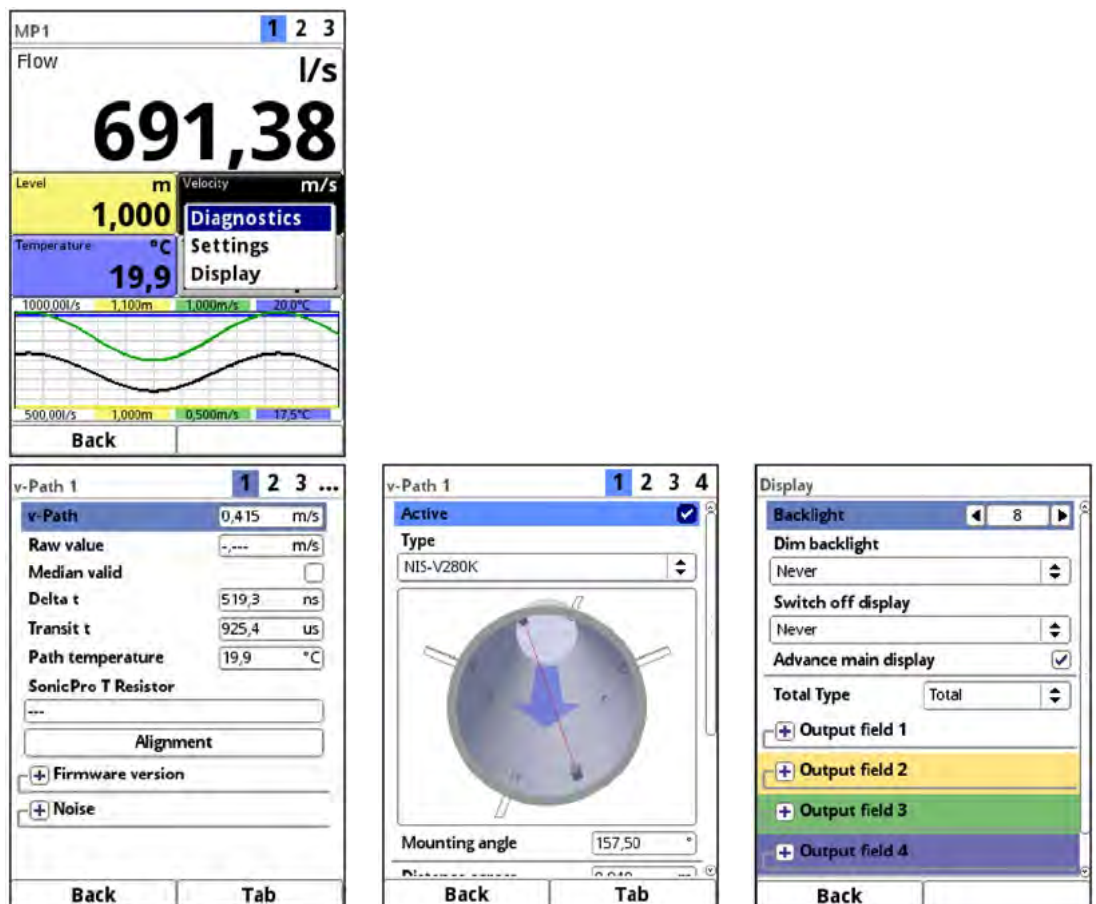 MP1 1 2 3
Flow l/s
691,38
Level m Velocity m/s
1,000
Diagnostics
Temperature °C Settings
19,9 Display
1000,00l/s 1,100m 1,000m/s 20,0°C
500,00l/s 1,000m 0,500m/s 17,5°C
Back
v-Path 1 1 2 3 ...
v-Path 0,415 m/s
Raw value -,--- m/s
Median valid
Delta t 519,3 ns
Transit t 925,4 us
Path temperature 19,9 °C
SonicPro T Resistor
---
Alignment
+ Firmware version
+ Noise
Back Tab
v-Path 1 1 2 3 4
Active
Type
NIS-V280K
Mounting angle 157,50 °
Back Tab
Display
Backlight 8
Dim backlight
Never
Switch off display
Never
Advance main display
Total Type Total
+ Output field 1
+ Output field 2
+ Output field 3
+ Output field 4
Back